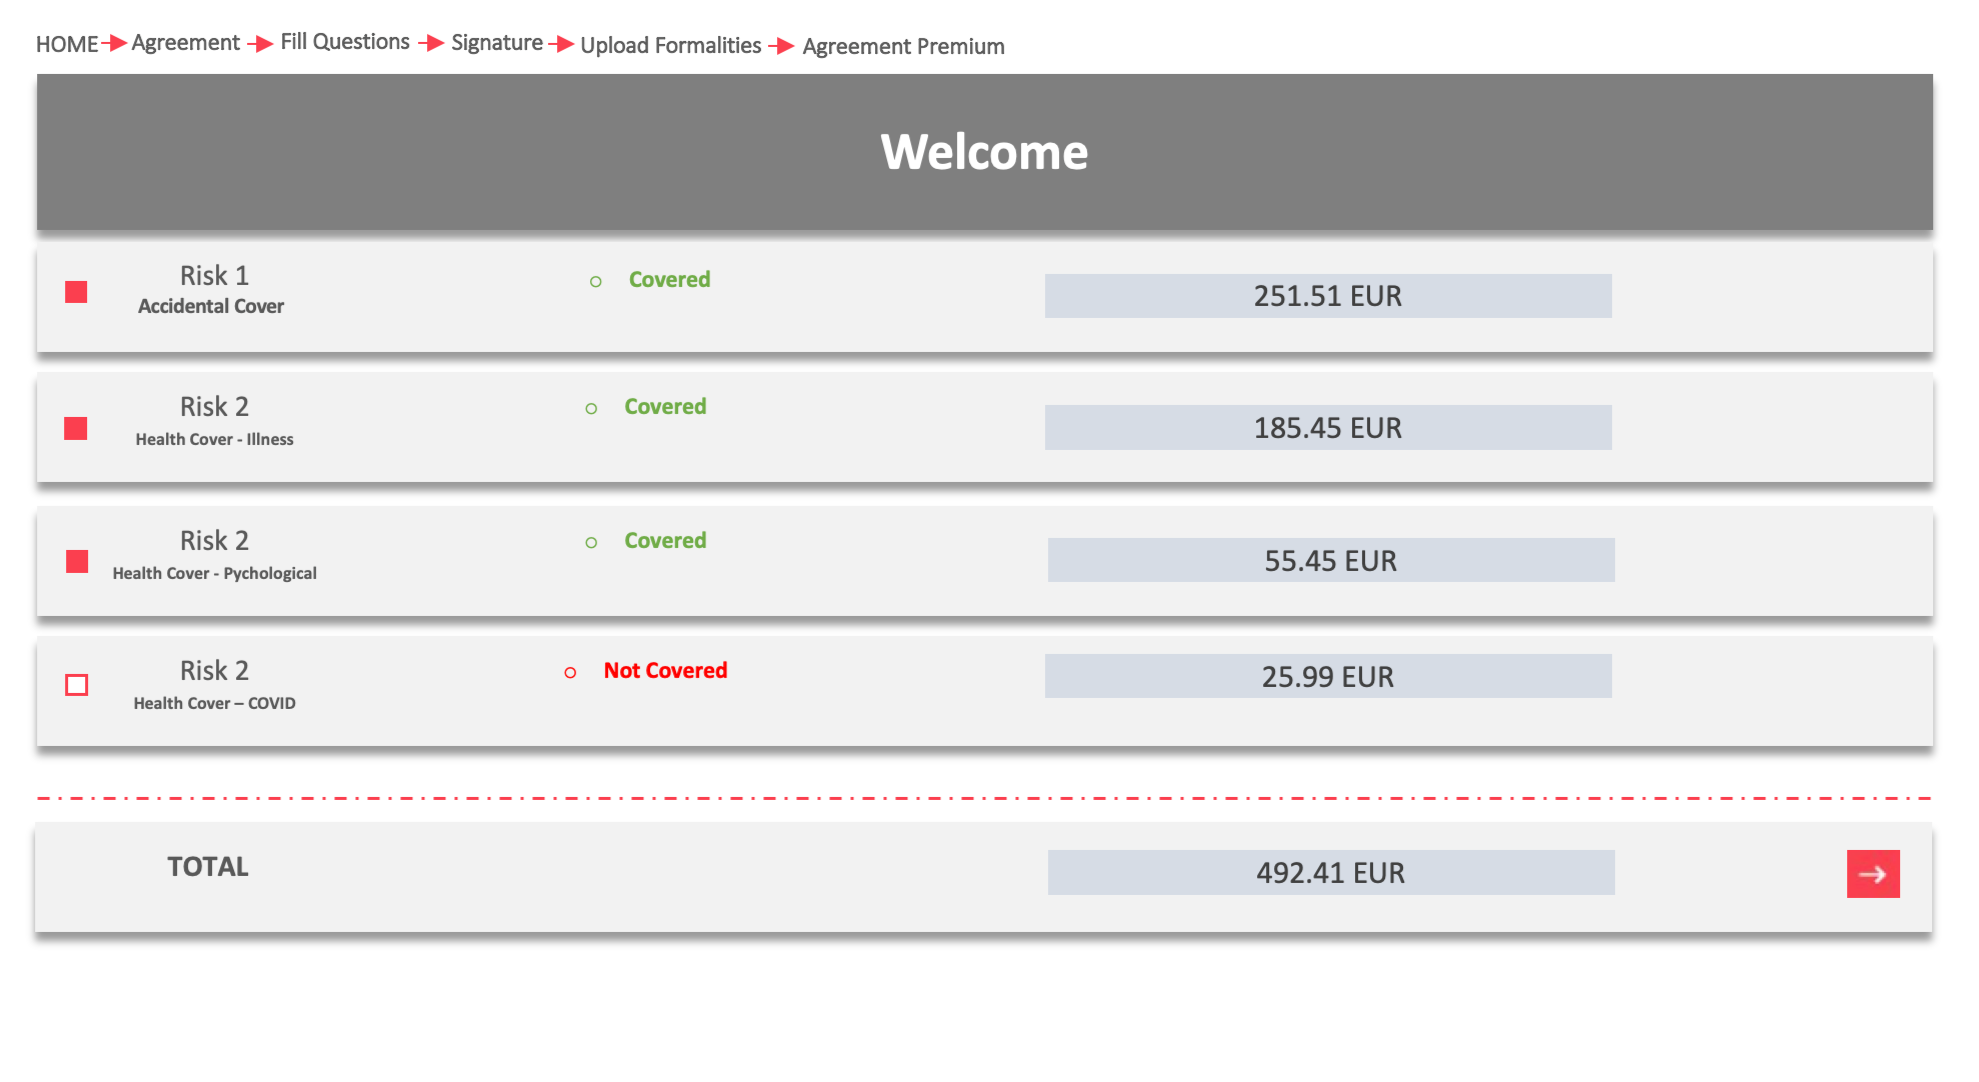 HOME Agreement Fill Questions Signature Upload Formalities Agreement Premium
Welcome
Risk 1
Accidental Cover
Covered
251.51 EUR
Risk 2
Health Cover - Illness
Covered
185.45 EUR
Risk 2
Health Cover - Pychological
Covered
55.45 EUR
Risk 2
Health Cover – COVID
Not Covered
25.99 EUR
TOTAL
492.41 EUR